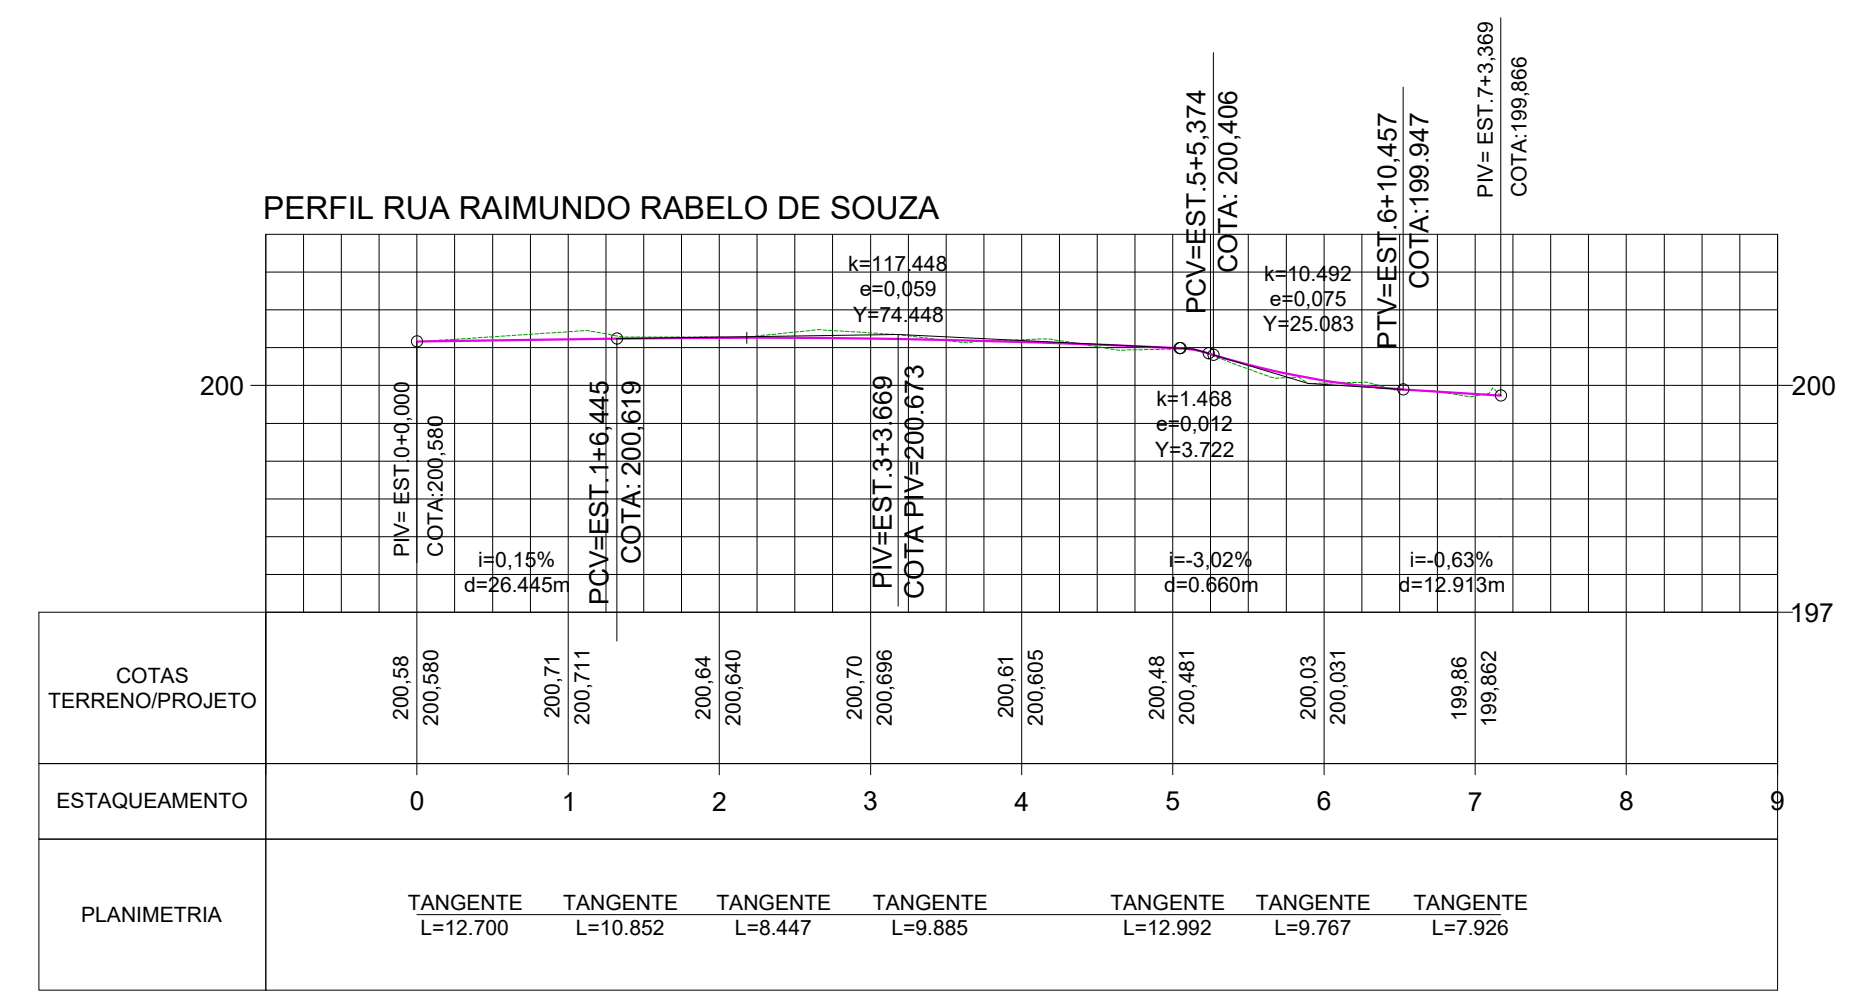 PIV= EST.7+3,369
COTA:199,866
PCV=EST.5+5,374
COTA: 200,406
PTV=EST.6+10,457
COTA:199.947
PERFIL RUA RAIMUNDO RABELO DE SOUZA
k=117.448
e=0,059
Y=74.448
k=10.492
e=0,075
Y=25.083
200
200
k=1.468
e=0,012
Y=3.722
PIV= EST.0+0,000
COTA:200,580
PCV=EST.1+6,445
COTA: 200,619
PIV=EST.3+3.669
COTA PIV=200.673
i=0,15%
d=26.445m
i=-3,02%
d=0.660m
i=-0,63%
d=12.913m
197
COTAS
TERRENO/PROJETO
200,58
200,580
200,71
200,711
200,64
200,640
200,70
200,696
200,61
200,605
200,48
200,481
200,03
200,031
199,86
199,862
ESTAQUEAMENTO
0 1 2 3 4 5 6 7 8 9
PLANIMETRIA
TANGENTE TANGENTE TANGENTE TANGENTE TANGENTE TANGENTE TANGENTE
L=12.700 L=10.852 L=8.447 L=9.885 L=12.992 L=9.767 L=7.926